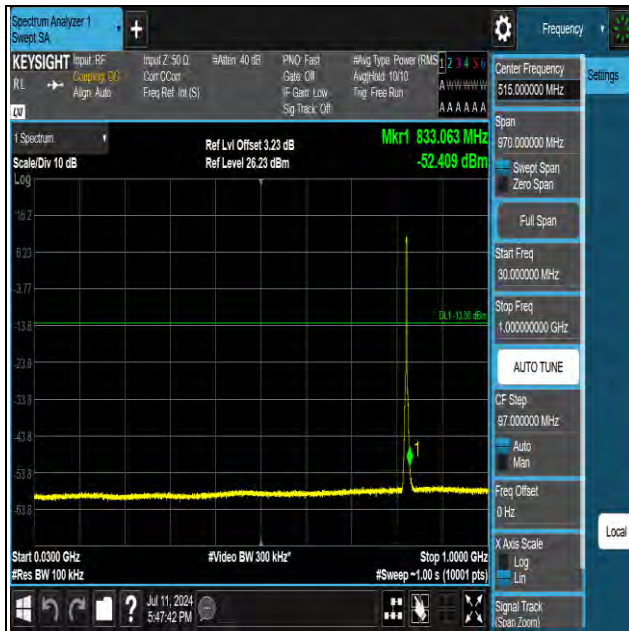 Spectrum Analyzer 1
Swept SA
+
Frequency
KEYSIGHT
RL
Input: RF
Coupling: DC
Align: Auto
Input Z: 50 Ω
Corr CCorr
Freq Ref: Int (S)
#Atten: 40 dB
PNO: Fast
Gate: Off
IF Gain: Low
Sig Track: Off
#Avg Type: Power (RMS
Avg|Hold: 10/10
Trig: Free Run
1 2 3 4 5 6
A W W W W W
A A A A A A
1 Spectrum
Scale/Div 10 dB
Log
Ref Lvl Offset 3.23 dB
Ref Level 26.23 dBm
Mkr1 833.063 MHz
-52.409 dBm
16.2
6.23
-3.77
-13.8
-23.8
-33.8
-43.8
-53.8
-63.8
DL1 -13.00 dBm
1
Start 0.0300 GHz
#Res BW 100 kHz
#Video BW 300 kHz*
Stop 1.0000 GHz
#Sweep ~1.00 s (10001 pts)
Center Frequency
515.000000 MHz
Span
970.000000 MHz
Swept Span
Zero Span
Full Span
Start Freq
30.000000 MHz
Stop Freq
1.000000000 GHz
AUTO TUNE
CF Step
97.000000 MHz
Auto
Man
Freq Offset
0 Hz
X Axis Scale
Log
Lin
Signal Track
(Span Zoom)
Settings
Local
?
Jul 11, 2024
5:47:42 PM